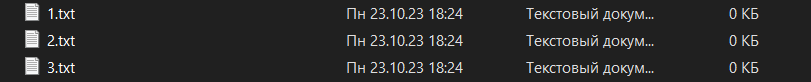 1.txt Пн 23.10.23 18:24 Текстовый докум... 0 КБ
2.txt Пн 23.10.23 18:24 Текстовый докум... 0 КБ
3.txt Пн 23.10.23 18:24 Текстовый докум... 0 КБ